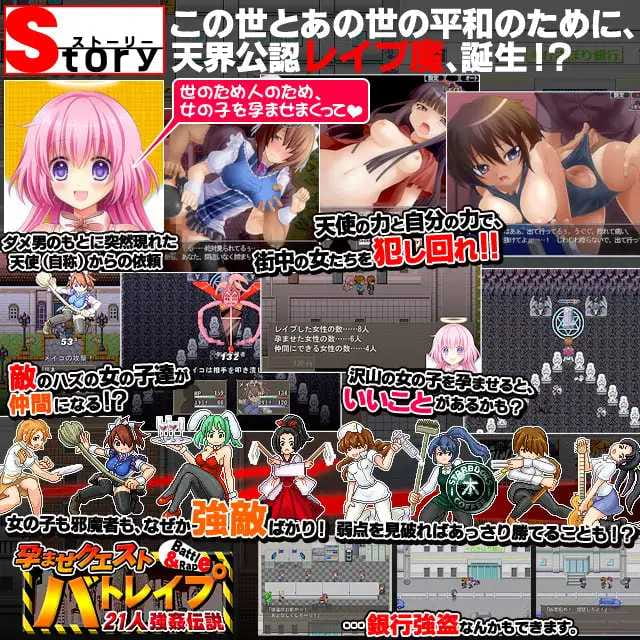 Story
ストーリー
この世とあの世の平和のために、
天界公認レイプ魔、誕生!?
世のため人のため、
女の子を孕ませまくって♥
ダメ男のもとに突然現れた
天使(自称)からの依頼
天使の力と自分の力で、
街中の女たちを犯し回れ!!
53
132
レイプした女性の数……8人
孕ませた女性の数……6人
仲間にできる女性の数……4人
敵のハズの女の子達が
仲間になる!?
沢山の女の子を孕ませると、
いいことがあるかも?
女の子も邪魔者も、なぜか強敵ばかり! 弱点を見破ればあっさり勝てることも!?
孕ませクエスト
Battle & Rape
バトレイプ
21人強姦伝説
銀行強盗なんかもできます。